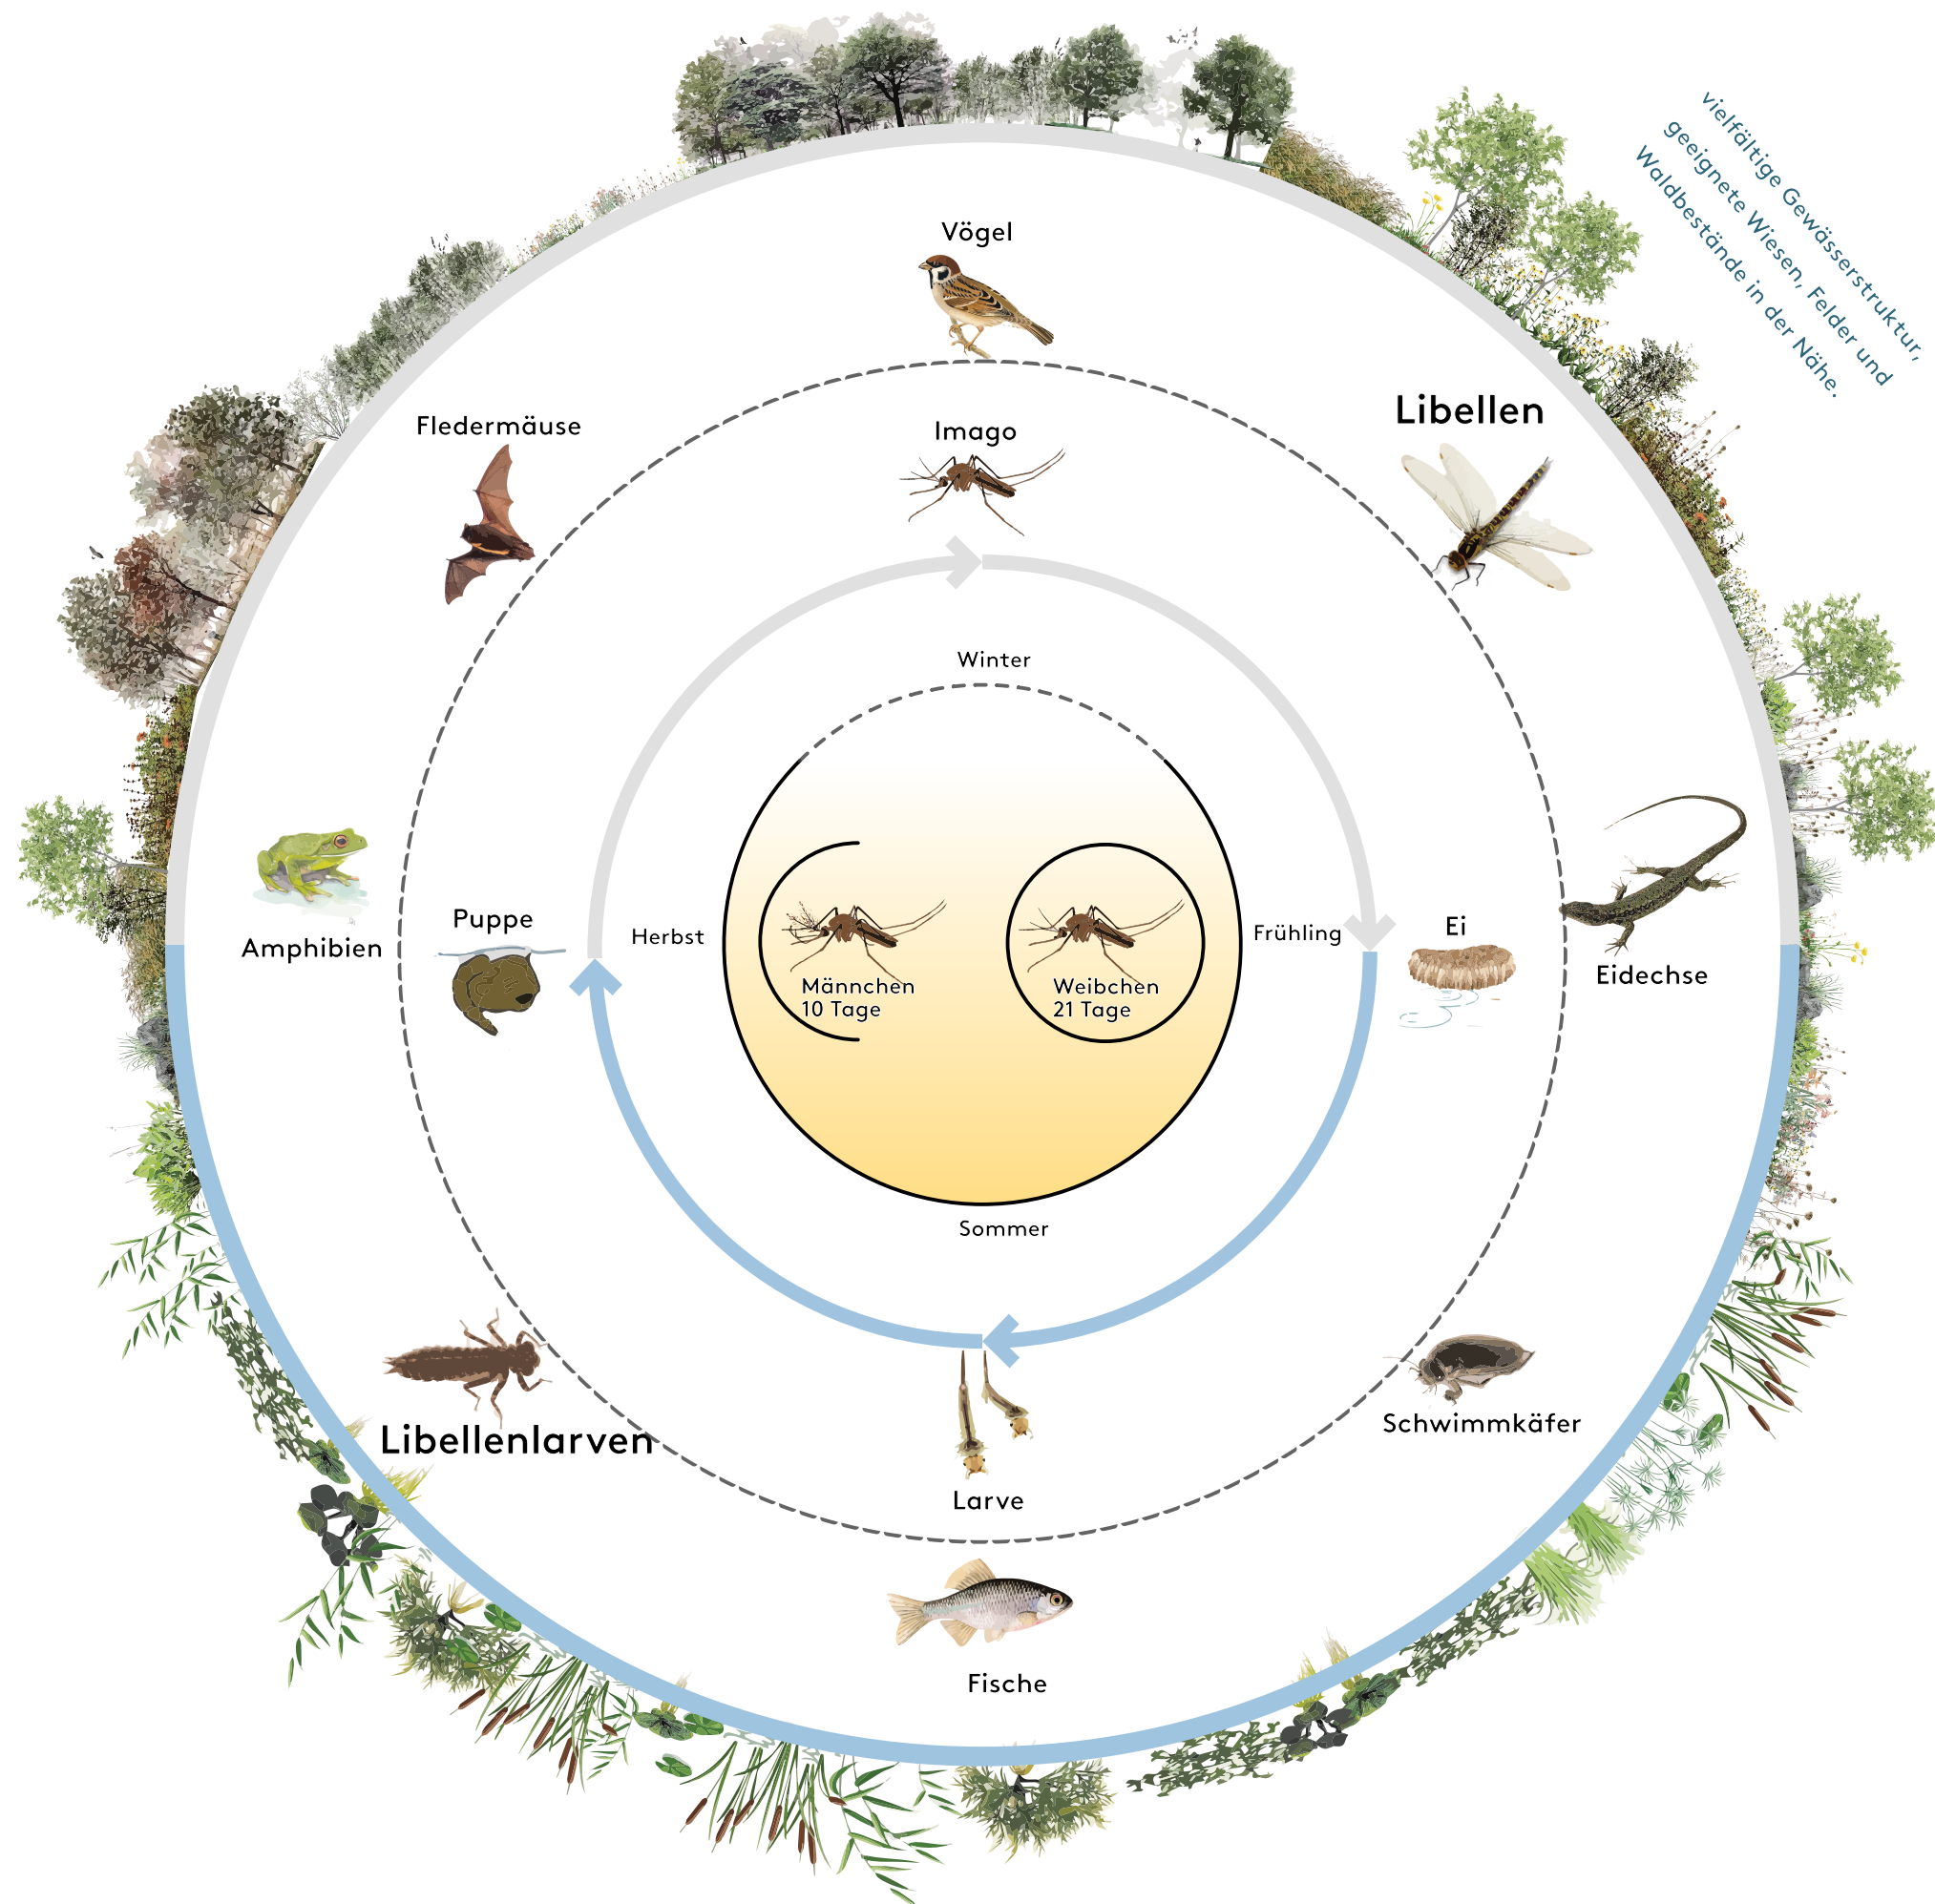 vielfältige Gewässerstruktur,
geeignete Wiesen, Felder und
Waldbestände in der Nähe.
Vögel
Libellen
Fledermäuse
Imago
Winter
Amphibien
Puppe
Herbst
Männchen
10 Tage
Weibchen
21 Tage
Frühling
Ei
Eidechse
Sommer
Libellenlarven
Schwimmkäfer
Larve
Fische